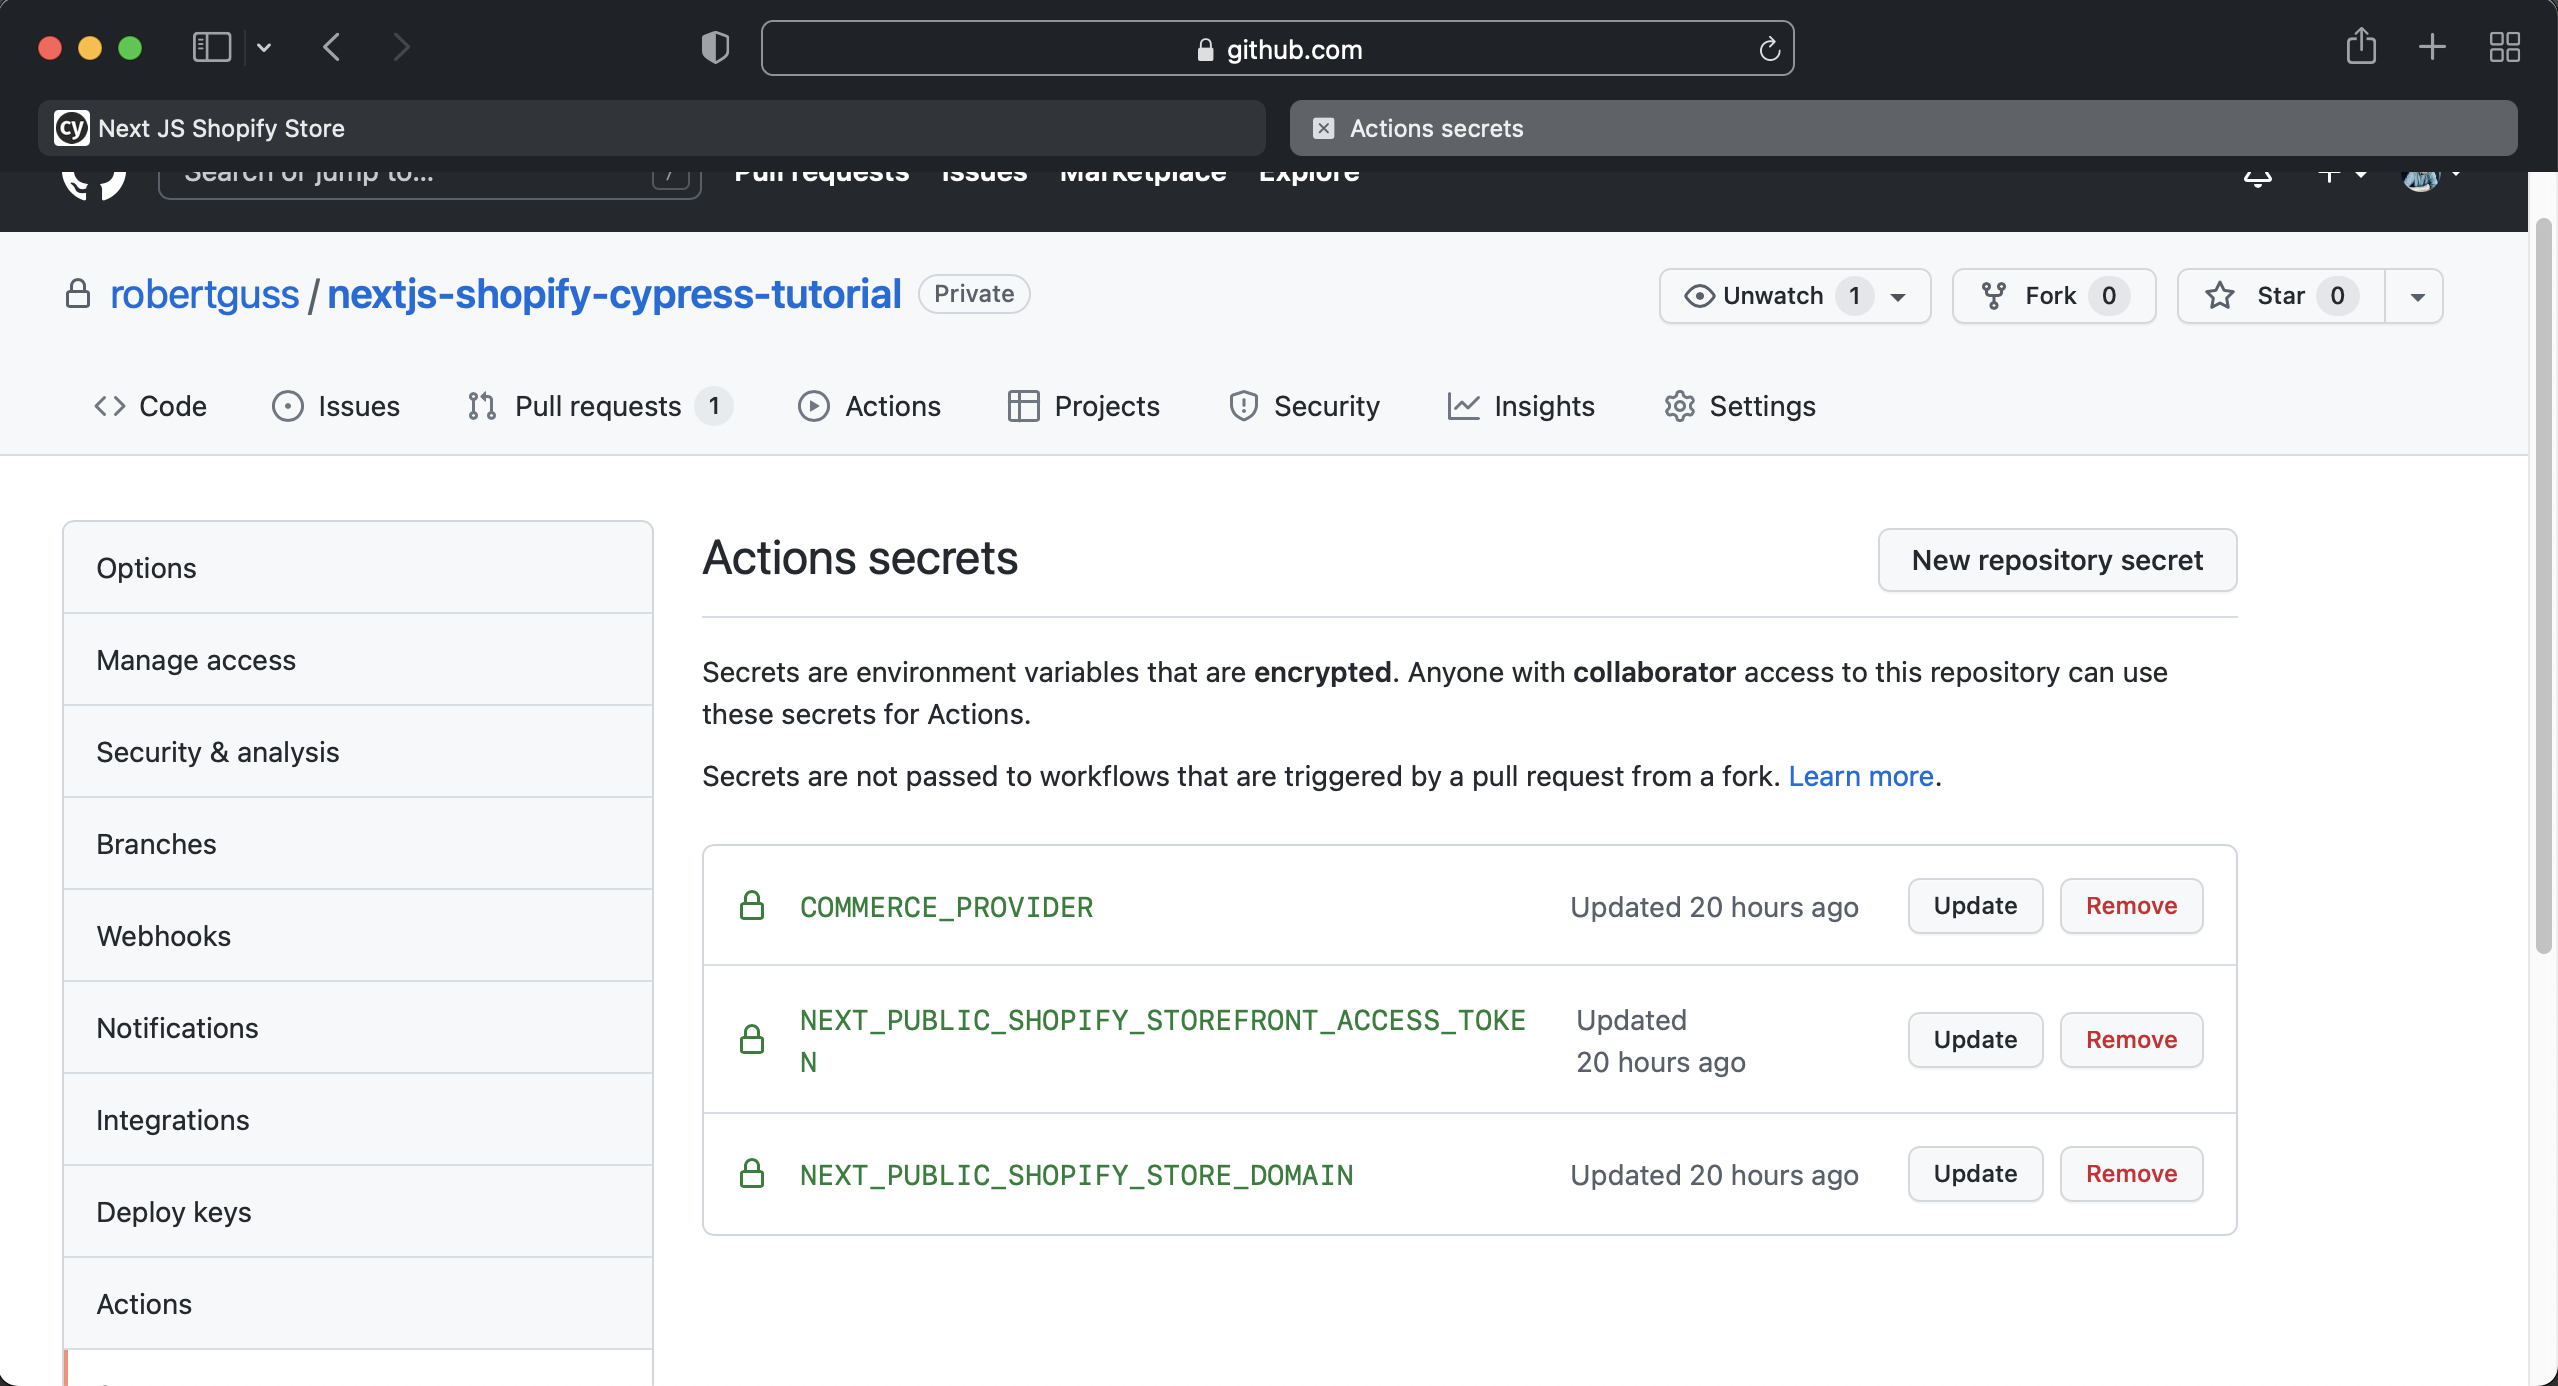 github.com
cy Next JS Shopify Store
Actions secrets
Search or jump to... /
Pull requests Issues Marketplace Explore
robertguss / nextjs-shopify-cypress-tutorial Private
Unwatch 1 Fork 0 Star 0
Code Issues Pull requests 1 Actions Projects Security Insights Settings
Options
Manage access
Security & analysis
Branches
Webhooks
Notifications
Integrations
Deploy keys
Actions
Actions secrets
New repository secret
Secrets are environment variables that are encrypted. Anyone with collaborator access to this repository can use
these secrets for Actions.
Secrets are not passed to workflows that are triggered by a pull request from a fork. Learn more.
COMMERCE_PROVIDER Updated 20 hours ago Update Remove
NEXT_PUBLIC_SHOPIFY_STOREFRONT_ACCESS_TOKE
N
Updated
20 hours ago
Update Remove
NEXT_PUBLIC_SHOPIFY_STORE_DOMAIN Updated 20 hours ago Update Remove